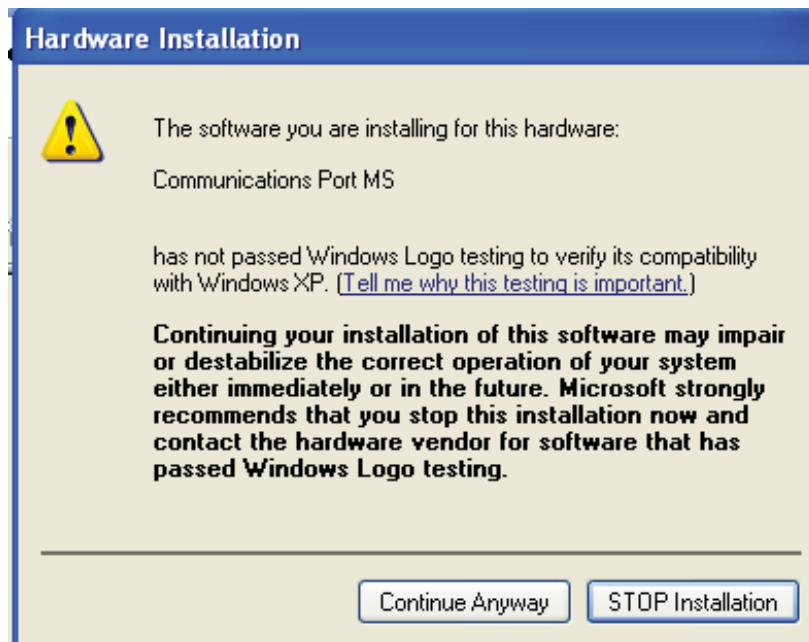 Hardware Installation
The software you are installing for this hardware:
Communications Port MS
has not passed Windows Logo testing to verify its compatibility
with Windows XP. (Tell me why this testing is important.)
Continuing your installation of this software may impair
or destabilize the correct operation of your system
either immediately or in the future. Microsoft strongly
recommends that you stop this installation now and
contact the hardware vendor for software that has
passed Windows Logo testing.
Continue Anyway
STOP Installation